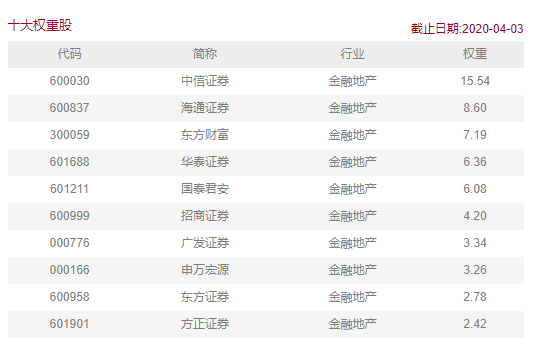 十大权重股 截止日期:2020-04-03
代码 简称 行业 权重
600030 中信证券 金融地产 15.54
600837 海通证券 金融地产 8.60
300059 东方财富 金融地产 7.19
601688 华泰证券 金融地产 6.36
601211 国泰君安 金融地产 6.08
600999 招商证券 金融地产 4.20
000776 广发证券 金融地产 3.34
000166 申万宏源 金融地产 3.26
600958 东方证券 金融地产 2.78
601901 方正证券 金融地产 2.42